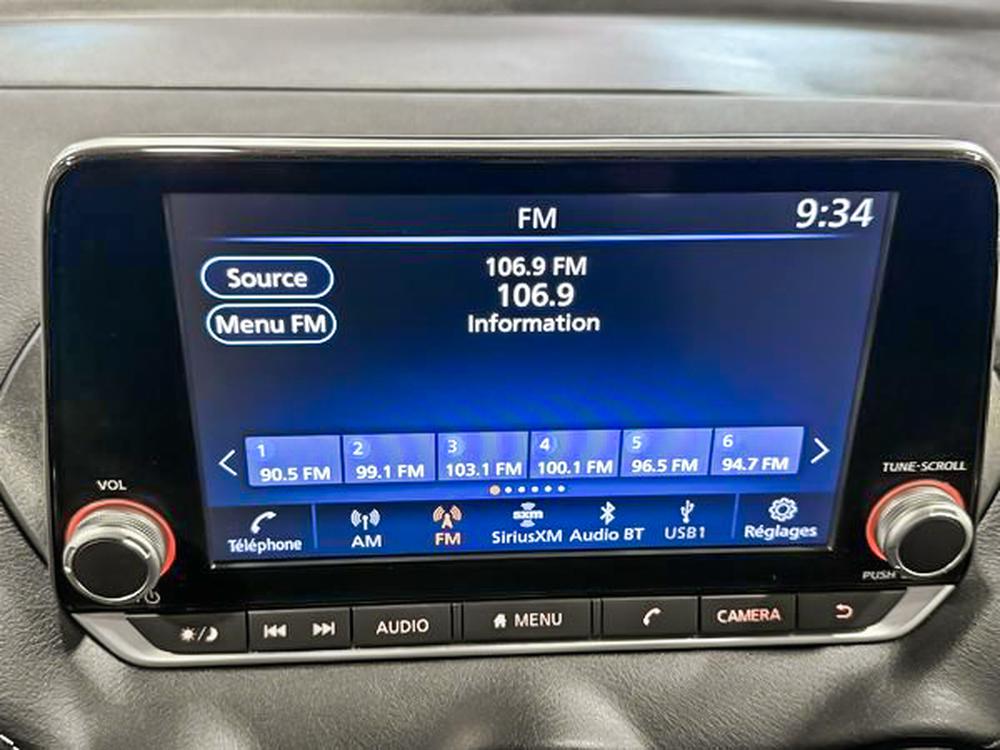 FM
9:34
Source
106.9 FM
106.9
Menu FM
Information
1 2 3 4 5 6
90.5 FM 99.1 FM 103.1 FM 100.1 FM 96.5 FM 94.7 FM
VOL
TUNE·SCROLL
sxm
Téléphone AM FM SiriusXM Audio BT USB1 Réglages
PUSH
AUDIO MENU CAMERA